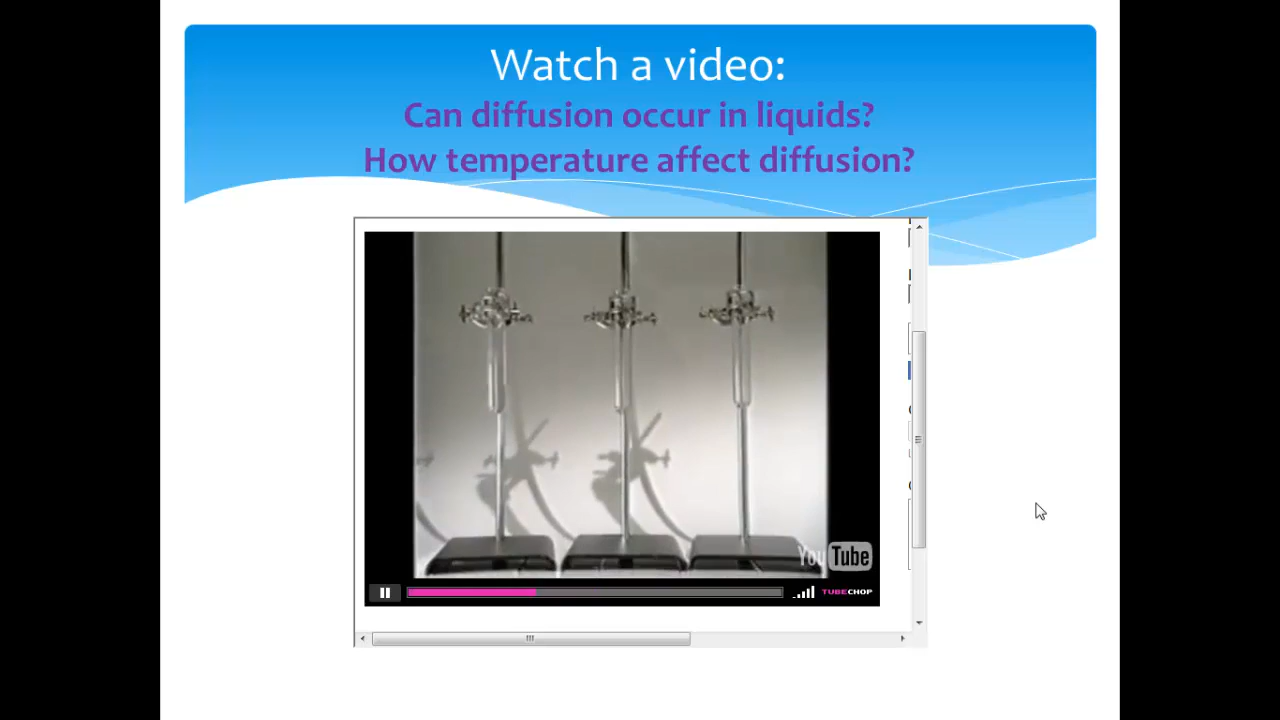 Watch a video:
Can diffusion occur in liquids?
How temperature affect diffusion?
YouTube
TUBECHOP